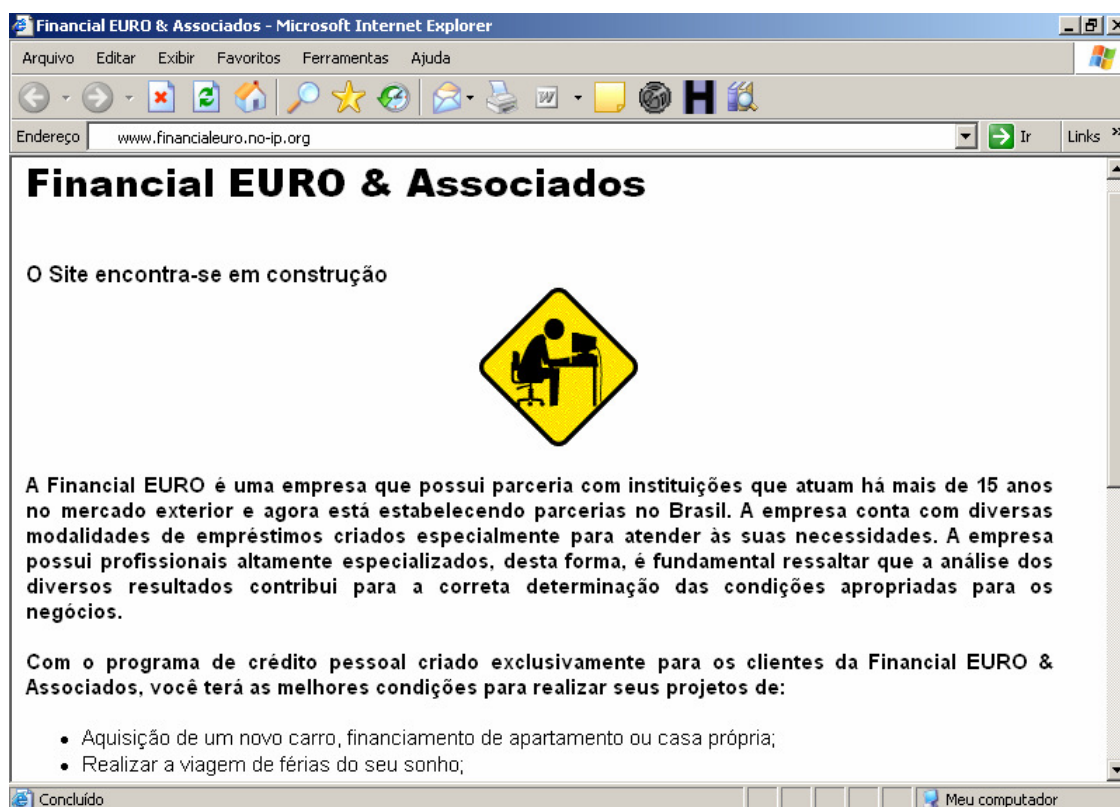 Financial EURO & Associados - Microsoft Internet Explorer
Arquivo Editar Exibir Favoritos Ferramentas Ajuda
W
H
Endereço www.financialeuro.no-ip.org Ir Links »
Financial EURO & Associados
O Site encontra-se em construção
A Financial EURO é uma empresa que possui parceria com instituições que atuam há mais de 15 anos
no mercado exterior e agora está estabelecendo parcerias no Brasil. A empresa conta com diversas
modalidades de empréstimos criados especialmente para atender às suas necessidades. A empresa
possui profissionais altamente especializados, desta forma, é fundamental ressaltar que a análise dos
diversos resultados contribui para a correta determinação das condições apropriadas para os
negócios.
Com o programa de crédito pessoal criado exclusivamente para os clientes da Financial EURO &
Associados, você terá as melhores condições para realizar seus projetos de:
• Aquisição de um novo carro, financiamento de apartamento ou casa própria;
• Realizar a viagem de férias do seu sonho;
Concluído Meu computador